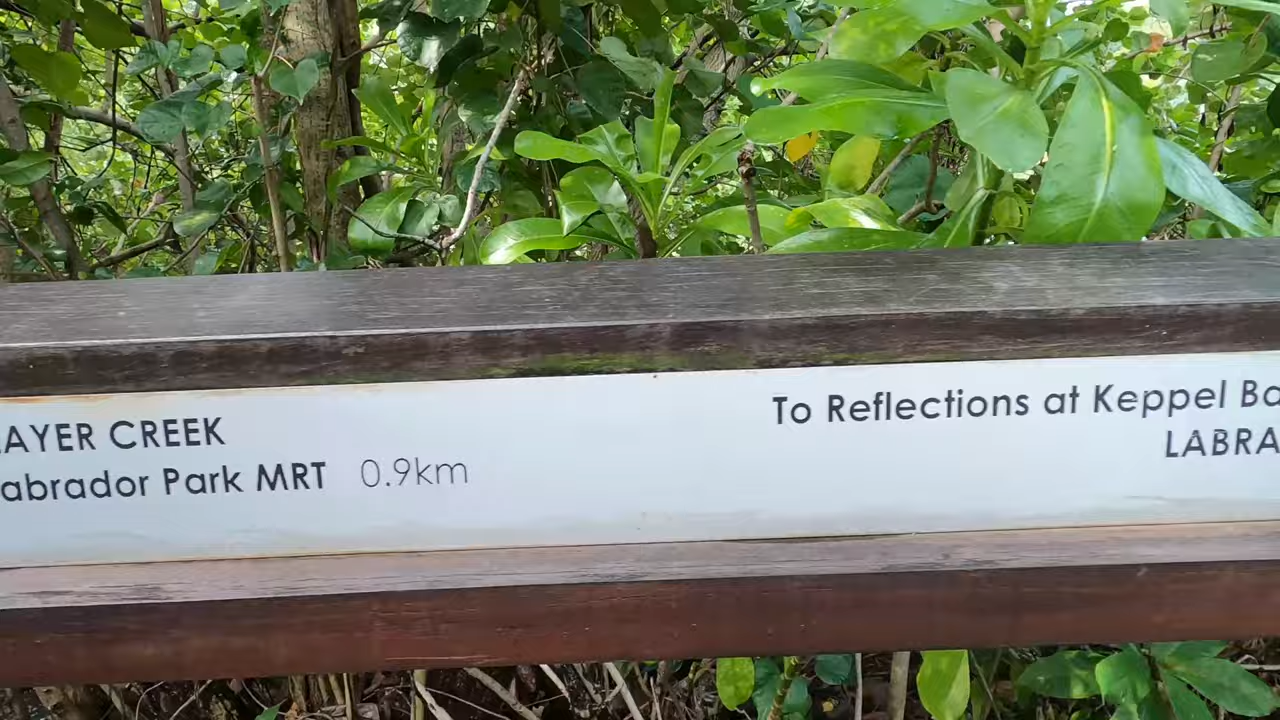 AYER CREEK
abrador Park MRT 0.9km
To Reflections at Keppel Ba
LABRA